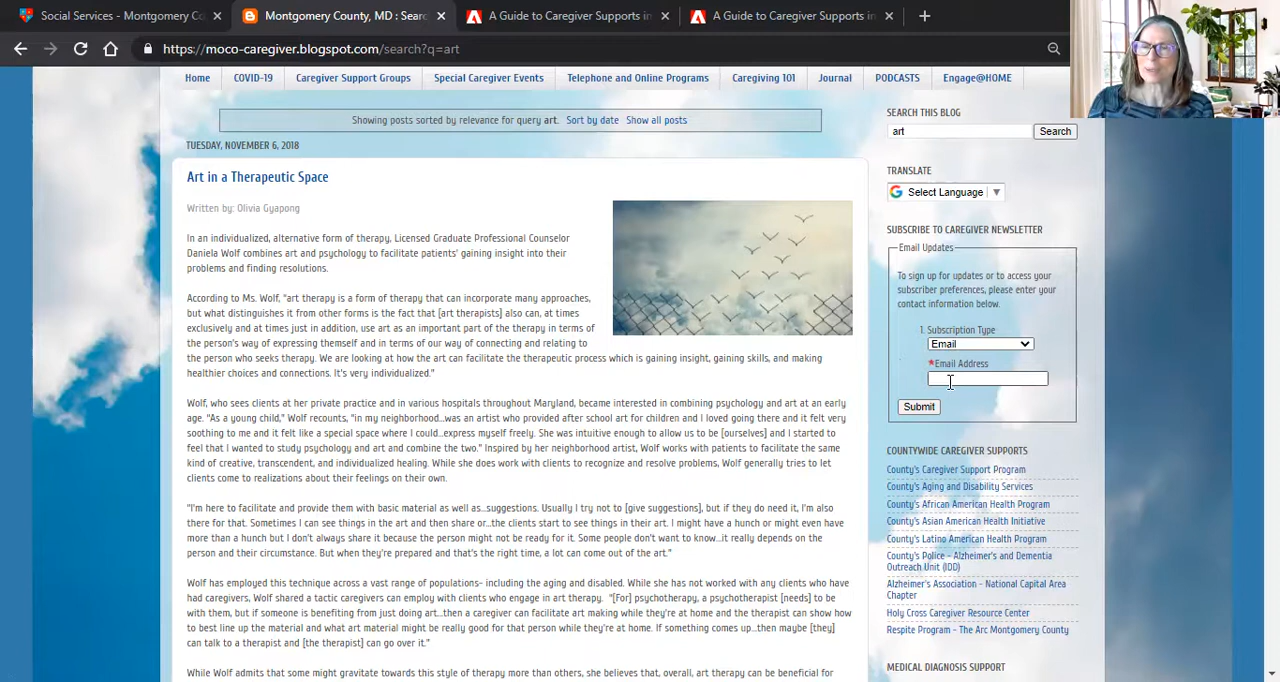 Social Services - Montgomery Co
Montgomery County, MD : Sear
A Guide to Caregiver Supports in
A Guide to Caregiver Supports in
https://moco-caregiver.blogspot.com/search?q=art
Home
COVID-19
Caregiver Support Groups
Special Caregiver Events
Telephone and Online Programs
Caregiving 101
Journal
PODCASTS
Engage@HOME
Showing posts sorted by relevance for query art. Sort by date Show all posts
TUESDAY, NOVEMBER 6, 2018
Art in a Therapeutic Space
Written by: Olivia Gyapong
In an individualized, alternative form of therapy, Licensed Graduate Professional Counselor
Daniela Wolf combines art and psychology to facilitate patients' gaining insight into their
problems and finding resolutions.
According to Ms. Wolf, "art therapy is a form of therapy that can incorporate many approaches,
but what distinguishes it from other forms is the fact that [art therapists] also can, at times
exclusively and at times just in addition, use art as an important part of the therapy in terms of
the person's way of expressing themself and in terms of our way of connecting and relating to
the person who seeks therapy. We are looking at how the art can facilitate the therapeutic process which is gaining insight, gaining skills, and making
healthier choices and connections. It's very individualized."
Wolf, who sees clients at her private practice and in various hospitals throughout Maryland, became interested in combining psychology and art at an early
age. "As a young child," Wolf recounts, "in my neighborhood...was an artist who provided after school art for children and I loved going there and it felt very
soothing to me and it felt like a special space where I could...express myself freely. She was intuitive enough to allow us to be [ourselves] and I started to
feel that I wanted to study psychology and art and combine the two." Inspired by her neighborhood artist, Wolf works with patients to facilitate the same
kind of creative, transcendent, and individualized healing. While she does work with clients to recognize and resolve problems, Wolf generally tries to let
clients come to realizations about their feelings on their own.
"I'm here to facilitate and provide them with basic material as well as...suggestions. Usually I try not to [give suggestions], but if they do need it, I'm also
there for that. Sometimes I can see things in the art and then share or...the clients start to see things in their art. I might have a hunch or might even have
more than a hunch but I don't always share it because the person might not be ready for it. Some people don't want to know...it really depends on the
person and their circumstance. But when they're prepared and that's the right time, a lot can come out of the art."
Wolf has employed this technique across a vast range of populations- including the aging and disabled. While she has not worked with any clients who have
had caregivers, Wolf shared a tactic caregivers can employ with clients who engage in art therapy. "[For] psychotherapy, a psychotherapist [needs] to be
with them, but if someone is benefiting from just doing art...then a caregiver can facilitate art making while they're at home and the therapist can show how
to best line up the material and what art material might be really good for that person while they're at home. If something comes up...then maybe [they]
can talk to a therapist and [the therapist] can go over it."
While Wolf admits that some might gravitate towards this style of therapy more than others, she believes that, overall, art therapy can be beneficial for
SEARCH THIS BLOG
art
Search
TRANSLATE
Select Language
SUBSCRIBE TO CAREGIVER NEWSLETTER
Email Updates
To sign up for updates or to access your
subscriber preferences, please enter your
contact information below.
1. Subscription Type
Email
*Email Address
Submit
COUNTYWIDE CAREGIVER SUPPORTS
County's Caregiver Support Program
County's Aging and Disability Services
County's African American Health Program
County's Asian American Health Initiative
County's Latino American Health Program
County's Police - Alzheimer's and Dementia
Outreach Unit (IDD)
Alzheimer's Association - National Capital Area
Chapter
Holy Cross Caregiver Resource Center
Respite Program - The Arc Montgomery County
MEDICAL DIAGNOSIS SUPPORT